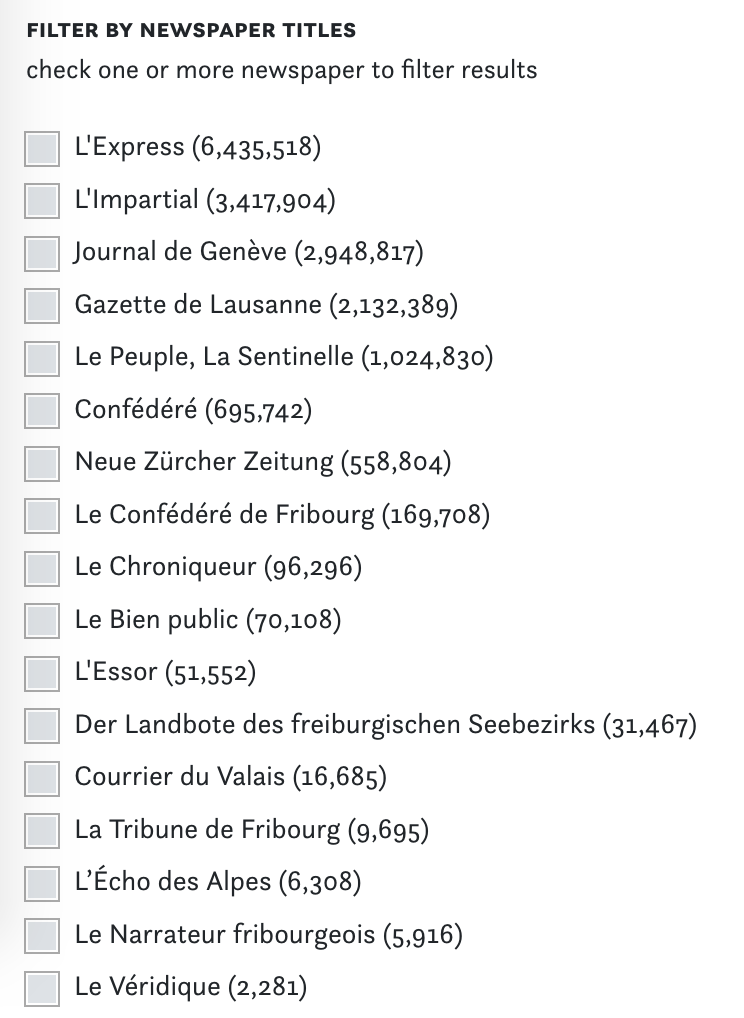 FILTER BY NEWSPAPER TITLES
check one or more newspaper to filter results
L'Express (6,435,518)
L'Impartial (3,417,904)
Journal de Genève (2,948,817)
Gazette de Lausanne (2,132,389)
Le Peuple, La Sentinelle (1,024,830)
Confédéré (695,742)
Neue Zürcher Zeitung (558,804)
Le Confédéré de Fribourg (169,708)
Le Chroniqueur (96,296)
Le Bien public (70,108)
L'Essor (51,552)
Der Landbote des freiburgischen Seebezirks (31,467)
Courrier du Valais (16,685)
La Tribune de Fribourg (9,695)
L’Écho des Alpes (6,308)
Le Narrateur fribourgeois (5,916)
Le Véridique (2,281)